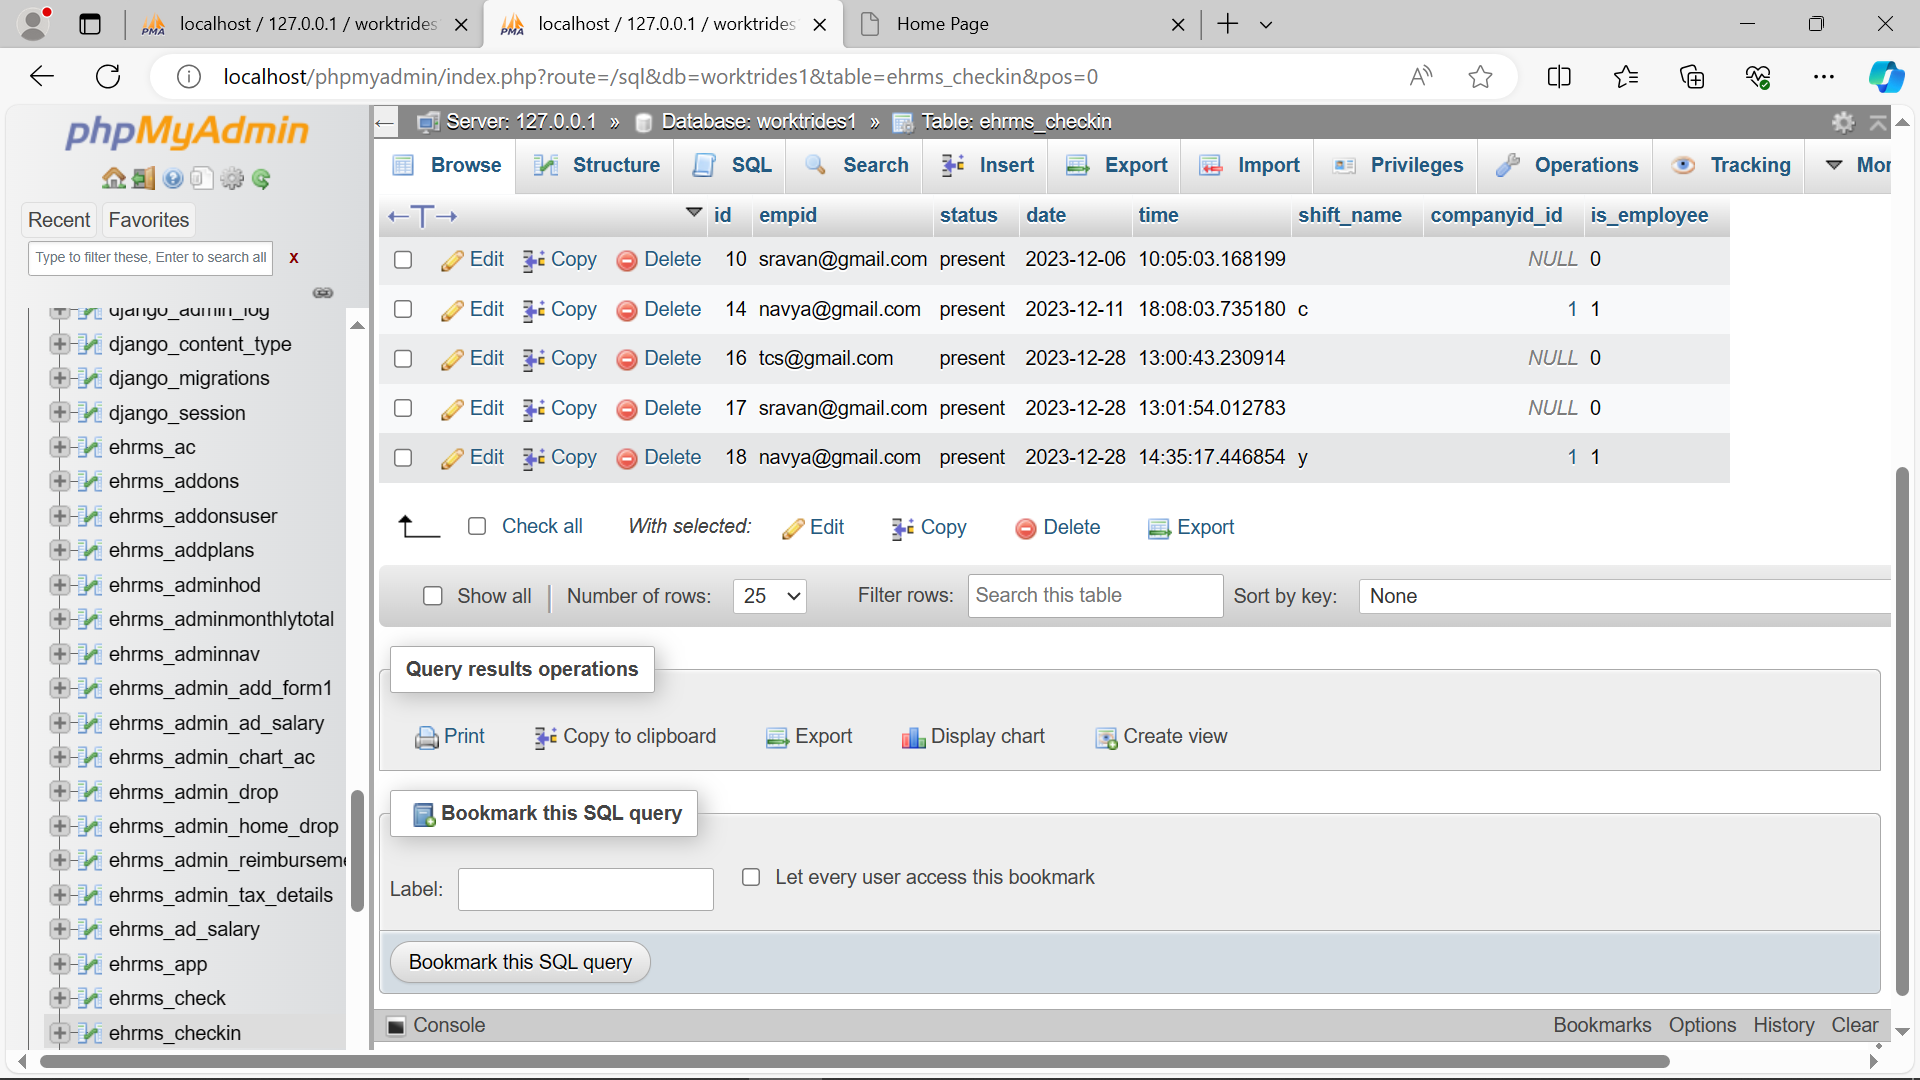 localhost / 127.0.0.1 / worktrides
localhost / 127.0.0.1 / worktrides
Home Page
localhost/phpmyadmin/index.php?route=/sql&db=worktrides1&table=ehrms_checkin&pos=0
phpMyAdmin
Recent Favorites
Type to filter these, Enter to search all X
django_admin_log
django_content_type
django_migrations
django_session
ehrms_ac
ehrms_addons
ehrms_addonsuser
ehrms_addplans
ehrms_adminhod
ehrms_adminmonthlytotal
ehrms_adminnav
ehrms_admin_add_form1
ehrms_admin_ad_salary
ehrms_admin_chart_ac
ehrms_admin_drop
ehrms_admin_home_drop
ehrms_admin_reimburseme
ehrms_admin_tax_details
ehrms_ad_salary
ehrms_app
ehrms_check
ehrms_checkin
Server: 127.0.0.1 » Database: worktrides1 » Table: ehrms_checkin
Browse Structure SQL Search Insert Export Import Privileges Operations Tracking Mor
id empid status date time shift_name companyid_id is_employee
Edit Copy Delete 10 sravan@gmail.com present 2023-12-06 10:05:03.168199 NULL 0
Edit Copy Delete 14 navya@gmail.com present 2023-12-11 18:08:03.735180 c 1 1
Edit Copy Delete 16 tcs@gmail.com present 2023-12-28 13:00:43.230914 NULL 0
Edit Copy Delete 17 sravan@gmail.com present 2023-12-28 13:01:54.012783 NULL 0
Edit Copy Delete 18 navya@gmail.com present 2023-12-28 14:35:17.446854 y 1 1
Check all With selected: Edit Copy Delete Export
Show all Number of rows: 25 Filter rows: Search this table Sort by key: None
Query results operations
Print Copy to clipboard Export Display chart Create view
Bookmark this SQL query
Label: Let every user access this bookmark
Bookmark this SQL query
Console Bookmarks Options History Clear